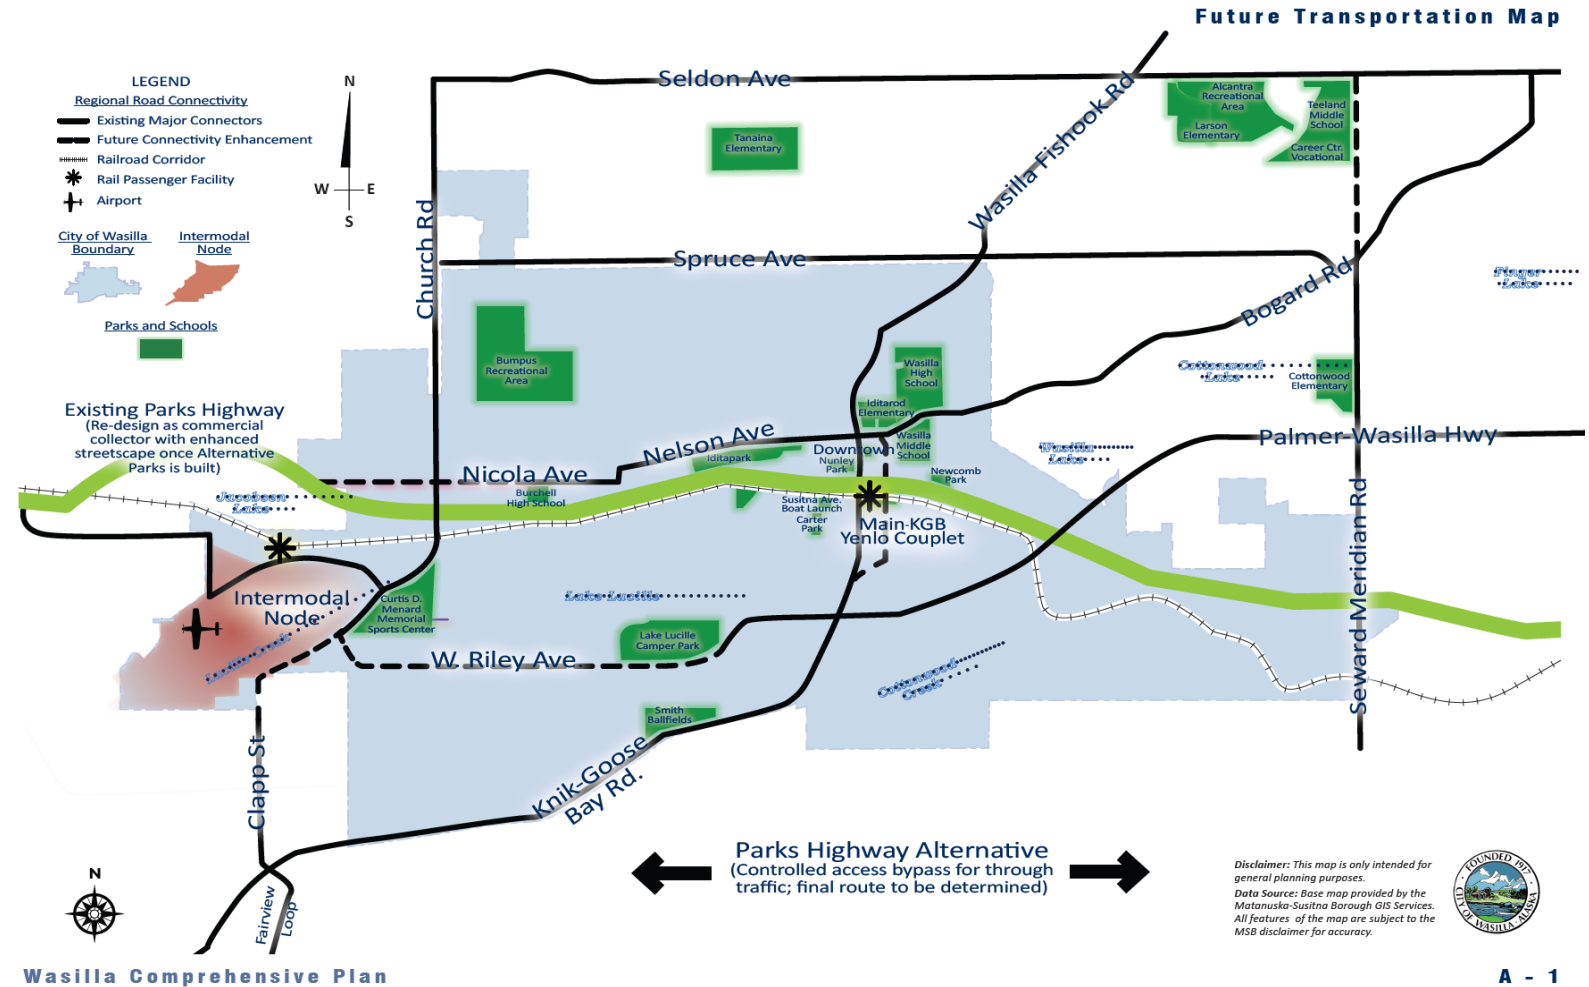 Future Transportation Map
LEGEND
Regional Road Connectivity
Existing Major Connectors
Future Connectivity Enhancement
Railroad Corridor
Rail Passenger Facility
Airport
City of Wasilla
Boundary
Intermodal
Node
Parks and Schools
N
W
E
S
Seldon Ave
Wasilla Fishook Rd
Alcantra
Recreational
Area
Larson
Elementary
Teeland
Middle
School
Career Ctr.
Vocational
Tanaina
Elementary
Church Rd
Spruce Ave
Bogard Rd
Finger
Lake
Bumpus
Recreational
Area
Wasilla
High
School
Iditarod
Elementary
Wasilla
Middle
School
Cottonwood
Lake
Cottonwood
Elementary
Existing Parks Highway
(Re-design as commercial
collector with enhanced
streetscape once Alternative
Parks is built)
Nelson Ave
Iditapark
Downtown
Nunley
Park
Newcomb
Park
Wasilla
Lake
Palmer-Wasilla Hwy
Nicola Ave
Burchell
High School
Jacobsen
Lake
Susitna Ave.
Boat Launch
Carter
Park
Main-KGB
Yenlo Couplet
Seward Meridian Rd
Intermodal
Node
Lucille Creek
Curtis D.
Menard
Memorial
Sports Center
Lake Lucille
Lake Lucille
Camper Park
W. Riley Ave
Cottonwood
Creek
Smith
Ballfields
Knik-Goose
Bay Rd.
Clapp St
Fairview
Loop
N
Parks Highway Alternative
(Controlled access bypass for through
traffic; final route to be determined)
Disclaimer: This map is only intended for
general planning purposes.
Data Source: Base map provided by the
Matanuska-Susitna Borough GIS Services.
All features of the map are subject to the
MSB disclaimer for accuracy.
FOUNDED 1917
CITY OF WASILLA, ALASKA
Wasilla Comprehensive Plan
A - 1